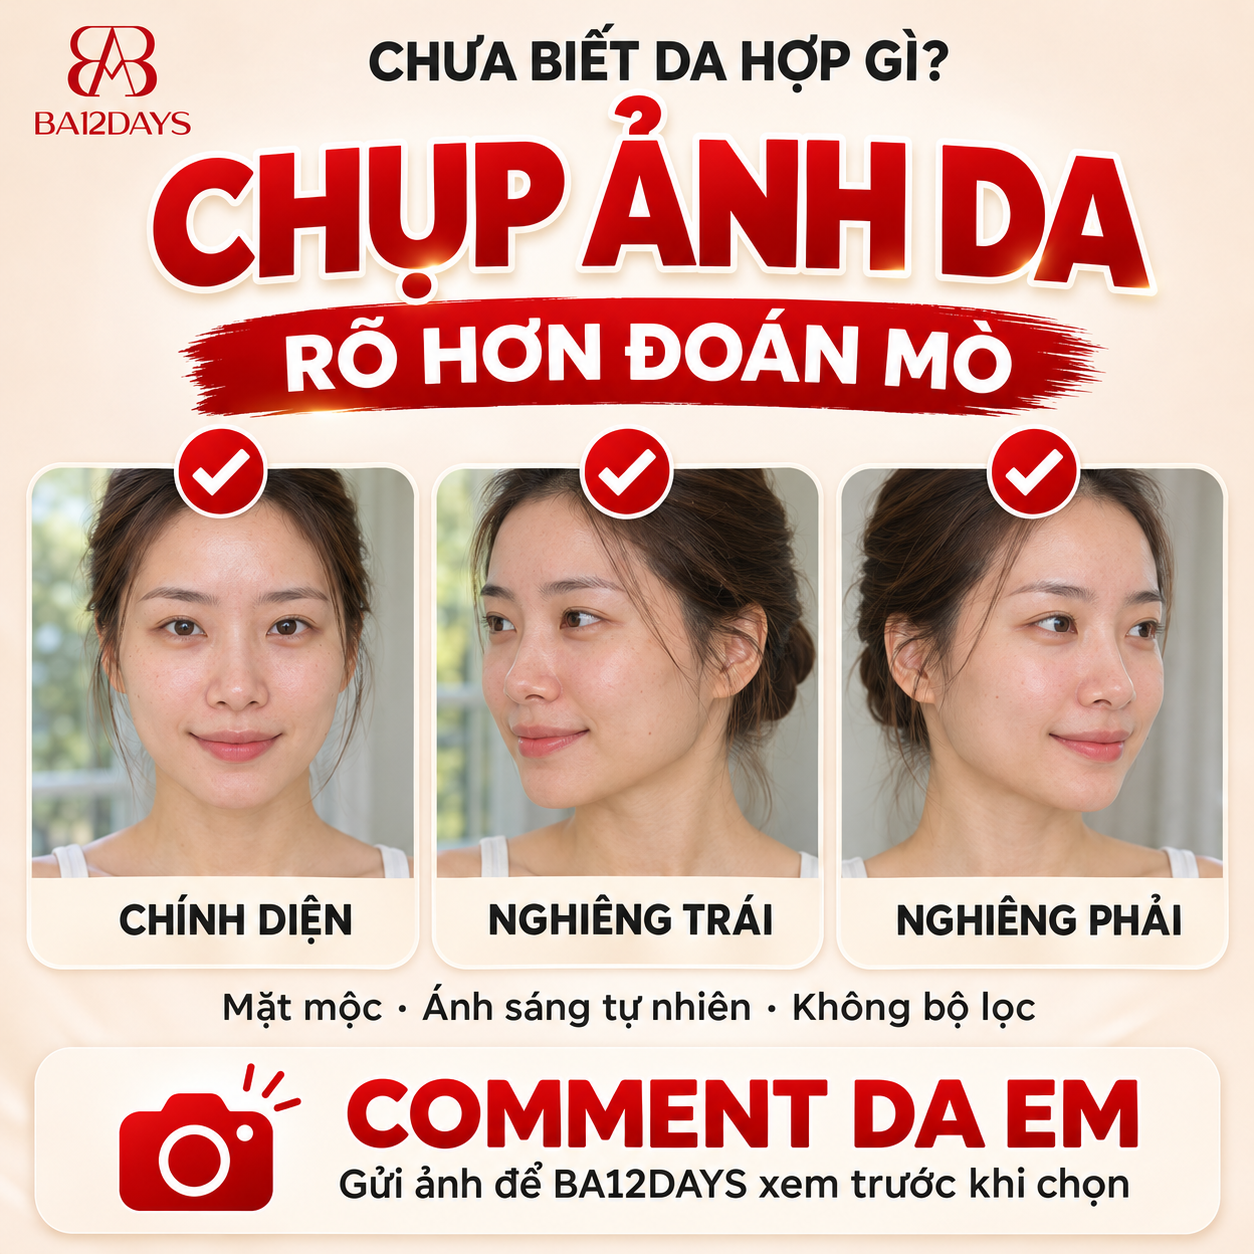 BA12DAYS
CHƯA BIẾT DA HỢP GÌ?
CHỤP ẢNH DA
RÕ HƠN ĐOÁN MÒ
CHÍNH DIỆN
NGHIÊNG TRÁI
NGHIÊNG PHẢI
Mặt mộc · Ánh sáng tự nhiên · Không bộ lọc
COMMENT DA EM
Gửi ảnh để BA12DAYS xem trước khi chọn